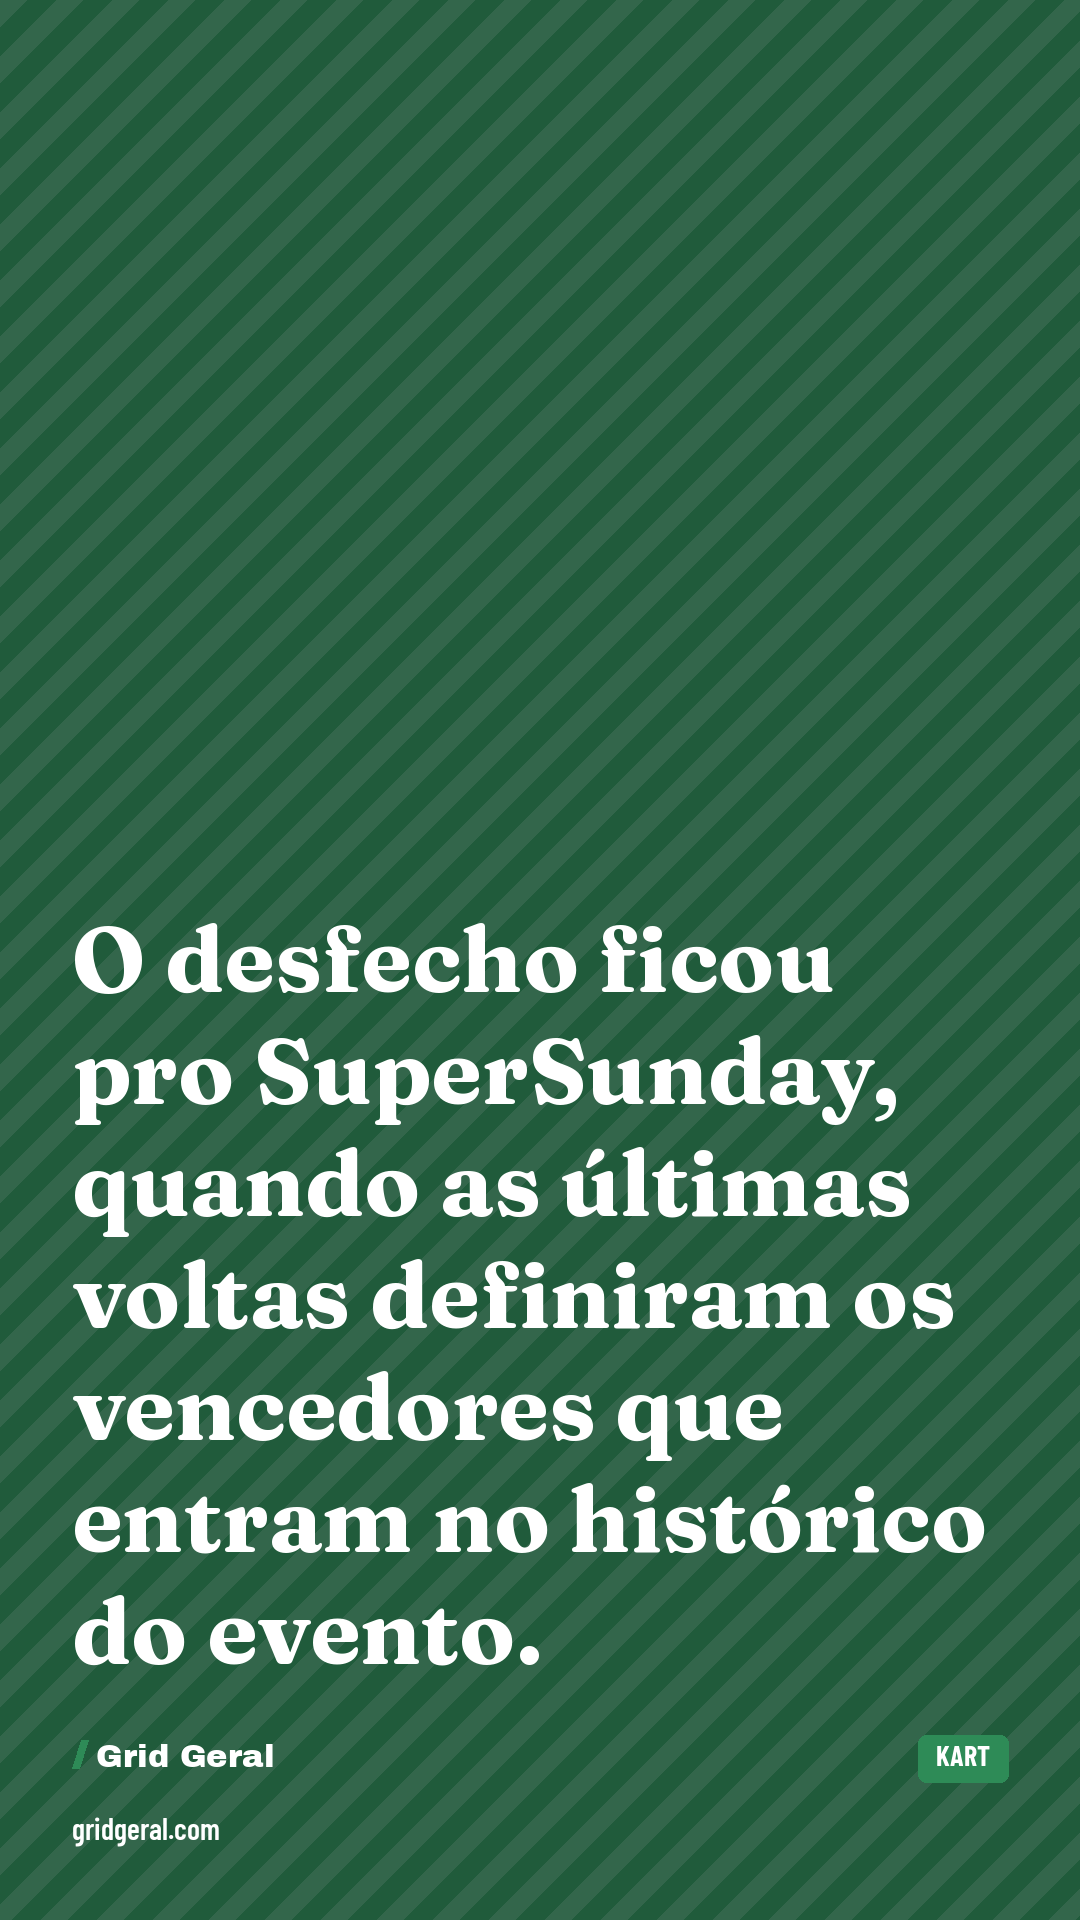 O desfecho ficou
pro SuperSunday,
quando as últimas
voltas definiram os
vencedores que
entram no histórico
do evento.
/ Grid Geral
KART
gridgeral.com